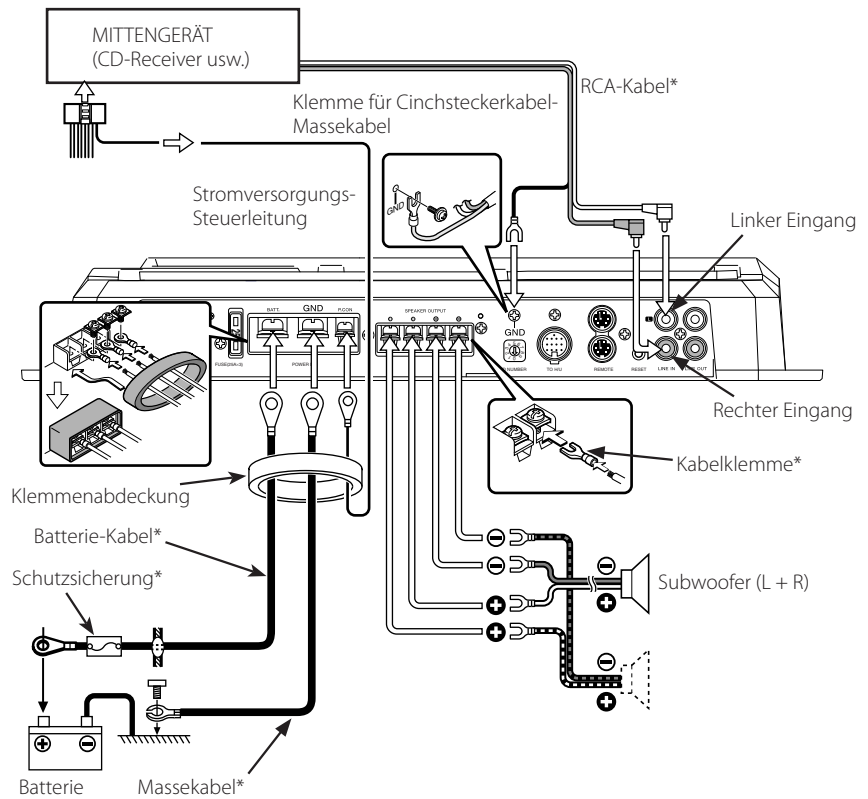 MITTENGERÄT
(CD-Receiver usw.)
RCA-Kabel*
Klemme für Cinchsteckerkabel-
Massekabel
Stromversorgungs-
Steuerleitung
GND
Linker Eingang
BATT.
GND
P.CON
SPEAKER OUTPUT
GND
L
FUSE
POWER
NUMBER
TO H/U
REMOTE
RESET
LINE IN
OUT
Rechter Eingang
Kabelklemme*
Klemmenabdeckung
Batterie-Kabel*
Schutzsicherung*
Subwoofer (L + R)
Batterie
Massekabel*